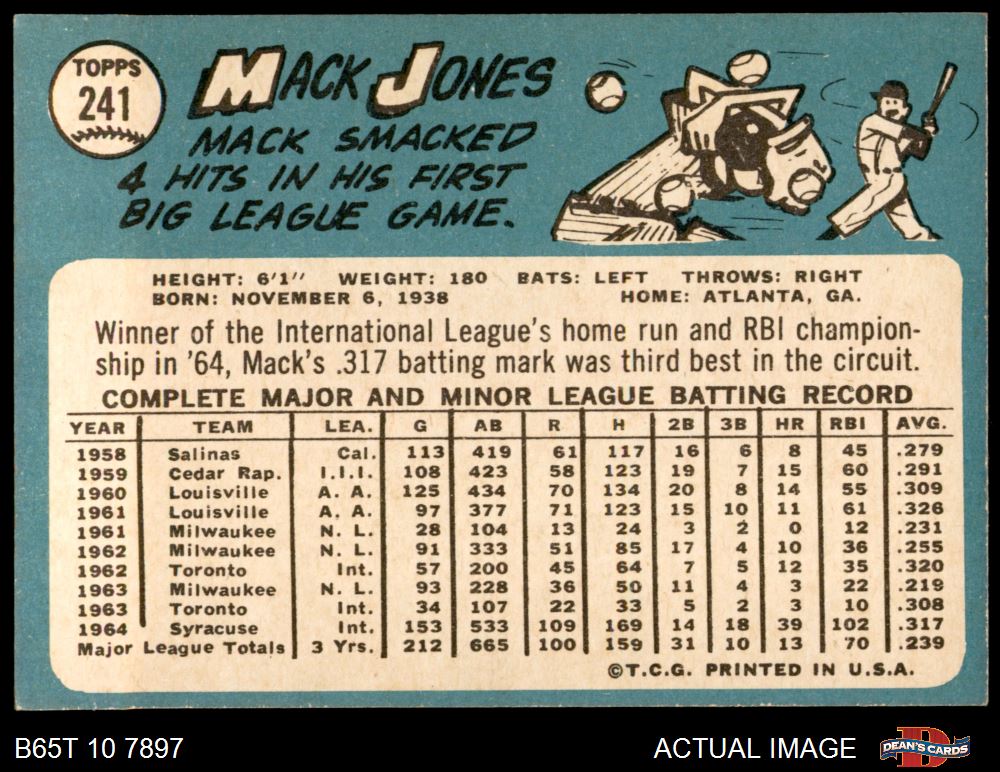 TOPPS
241
MACK JONES
MACK SMACKED
4 HITS IN HIS FIRST
BIG LEAGUE GAME.
HEIGHT: 6'1" WEIGHT: 180 BATS: LEFT THROWS: RIGHT
BORN: NOVEMBER 6, 1938 HOME: ATLANTA, GA.
Winner of the International League's home run and RBI champion-
ship in '64, Mack's .317 batting mark was third best in the circuit.
COMPLETE MAJOR AND MINOR LEAGUE BATTING RECORD
YEAR TEAM LEA. G AB R H 2B 3B HR RBI AVG.
1958 Salinas Cal. 113 419 61 117 16 6 8 45 .279
1959 Cedar Rap. I.I.I. 108 423 58 123 19 7 15 60 .291
1960 Louisville A. A. 125 434 70 134 20 8 14 55 .309
1961 Louisville A. A. 97 377 71 123 15 10 11 61 .326
1961 Milwaukee N. L. 28 104 13 24 3 2 0 12 .231
1962 Milwaukee N. L. 91 333 51 85 17 4 10 36 .255
1962 Toronto Int. 57 200 45 64 7 5 12 35 .320
1963 Milwaukee N. L. 93 228 36 50 11 4 3 22 .219
1963 Toronto Int. 34 107 22 33 5 2 3 10 .308
1964 Syracuse Int. 153 533 109 169 14 18 39 102 .317
Major League Totals 3 Yrs. 212 665 100 159 31 10 13 70 .239
©T.C.G. PRINTED IN U.S.A.
B65T 10 7897 ACTUAL IMAGE D DEAN'S CARDS